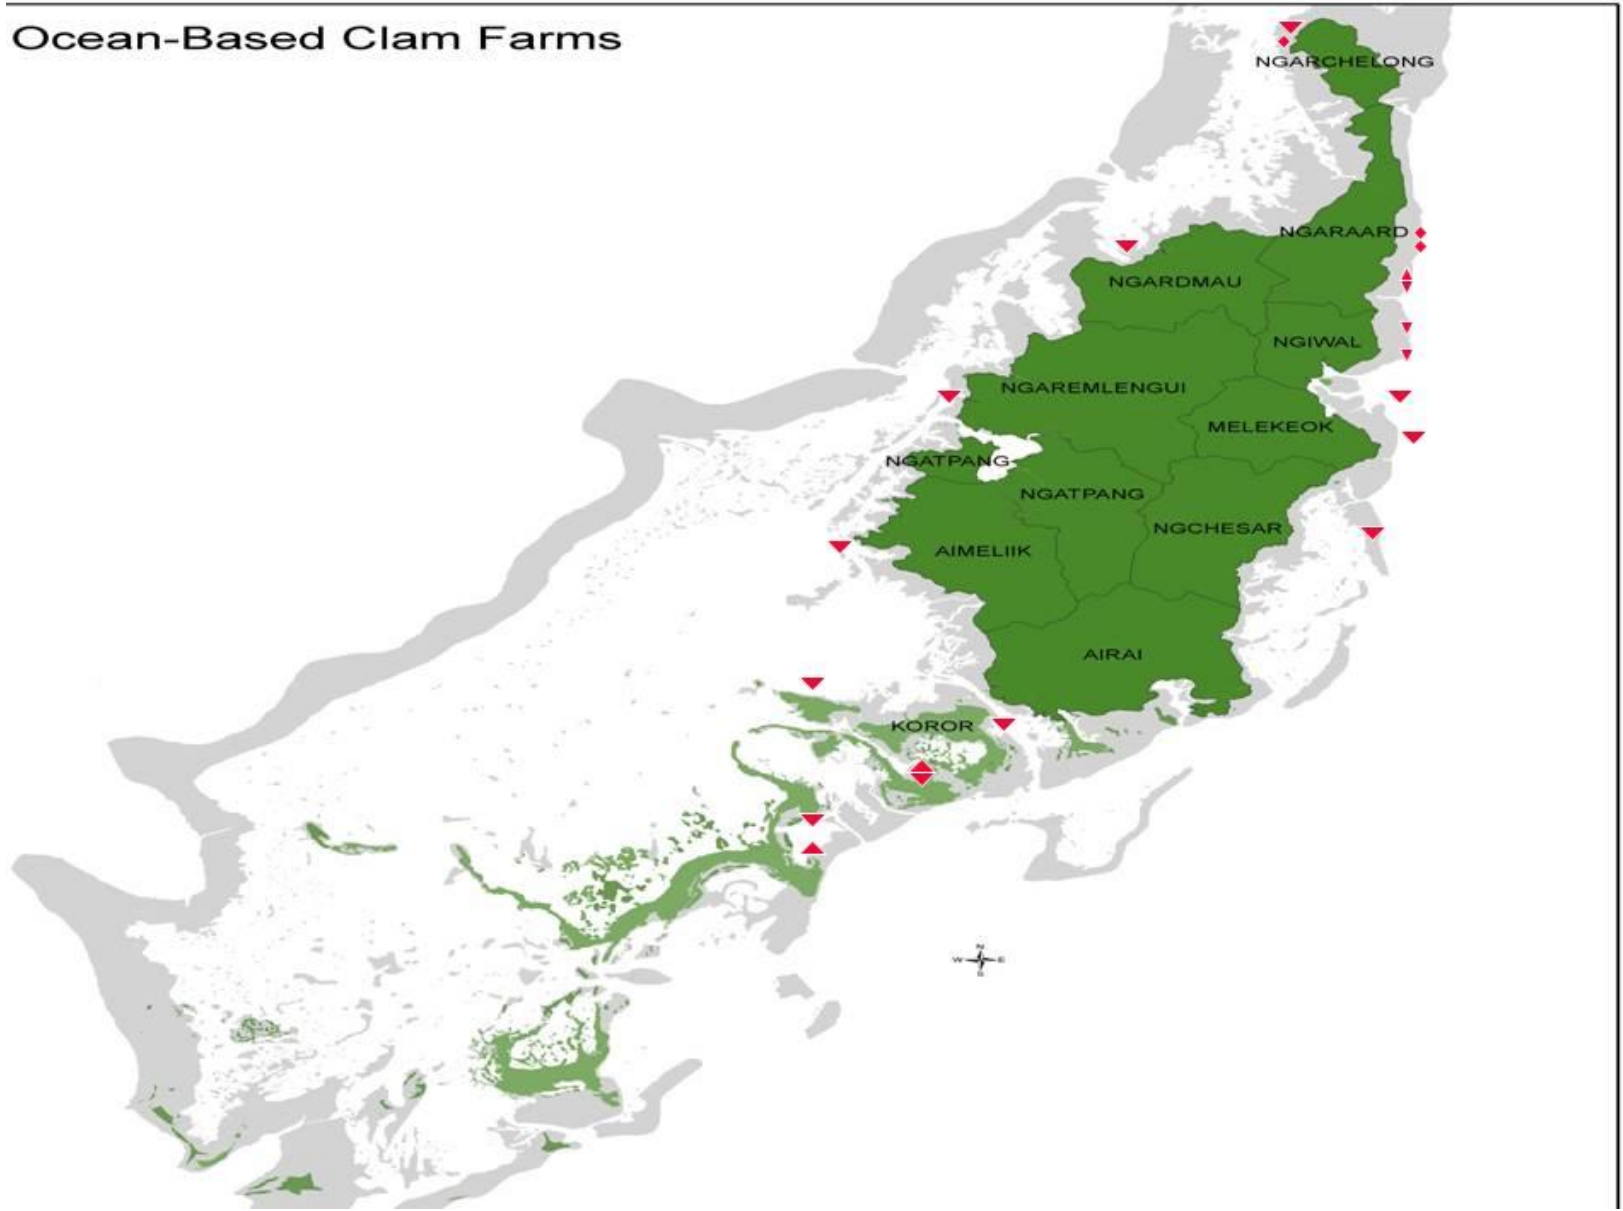 Ocean-Based Clam Farms
NGARCHELONG
NGARAARD
NGARDMAU
NGIWAL
NGAREMLENGUI
MELEKEOK
NGATPANG
NGATPANG
NGCHESAR
AIMELIIK
AIRAI
KOROR
N
W E
S